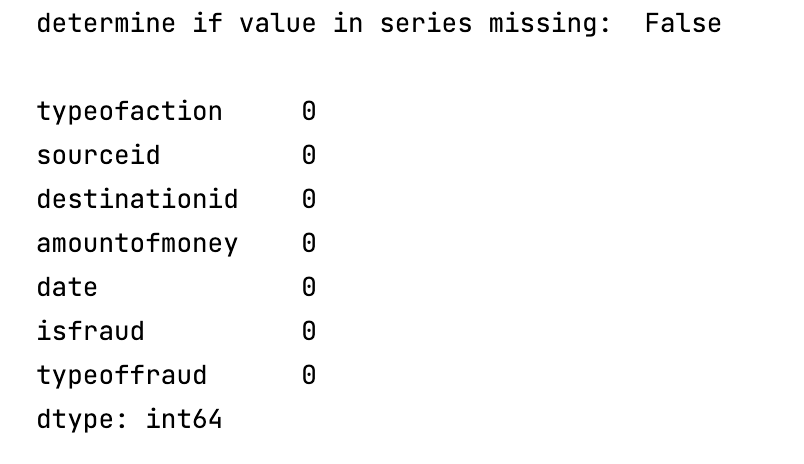 determine if value in series missing:  False
typeofaction     0
sourceid         0
destinationid    0
amountofmoney    0
date             0
isfraud          0
typeoffraud      0
dtype: int64